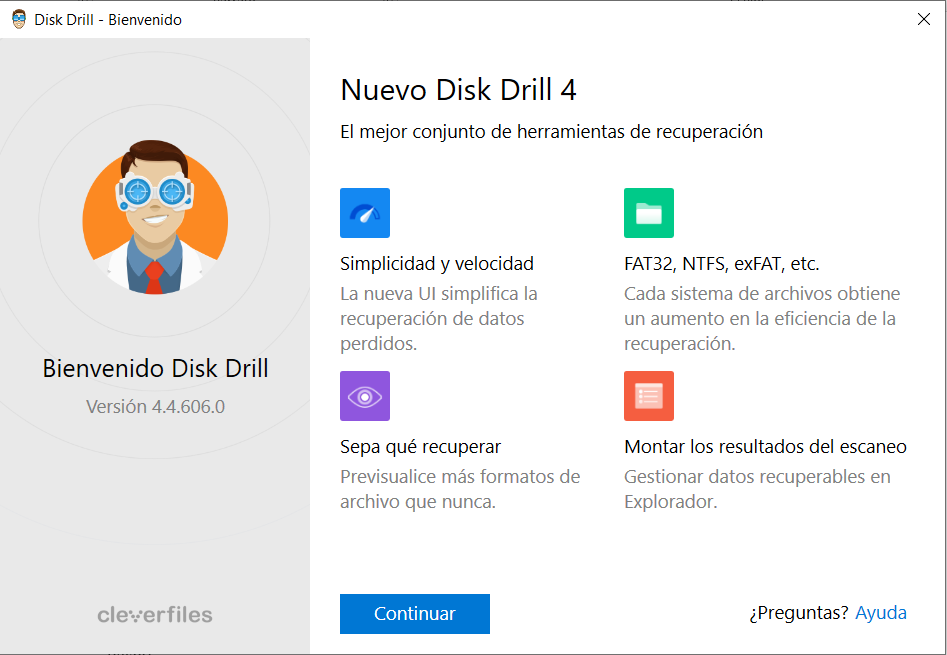 Disk Drill - Bienvenido
Bienvenido Disk Drill
Versión 4.4.606.0
cleverfiles
Nuevo Disk Drill 4
El mejor conjunto de herramientas de recuperación
Simplicidad y velocidad
La nueva UI simplifica la
recuperación de datos
perdidos.
FAT32, NTFS, exFAT, etc.
Cada sistema de archivos obtiene
un aumento en la eficiencia de la
recuperación.
Sepa qué recuperar
Previsualice más formatos de
archivo que nunca.
Montar los resultados del escaneo
Gestionar datos recuperables en
Explorador.
Continuar
¿Preguntas? Ayuda